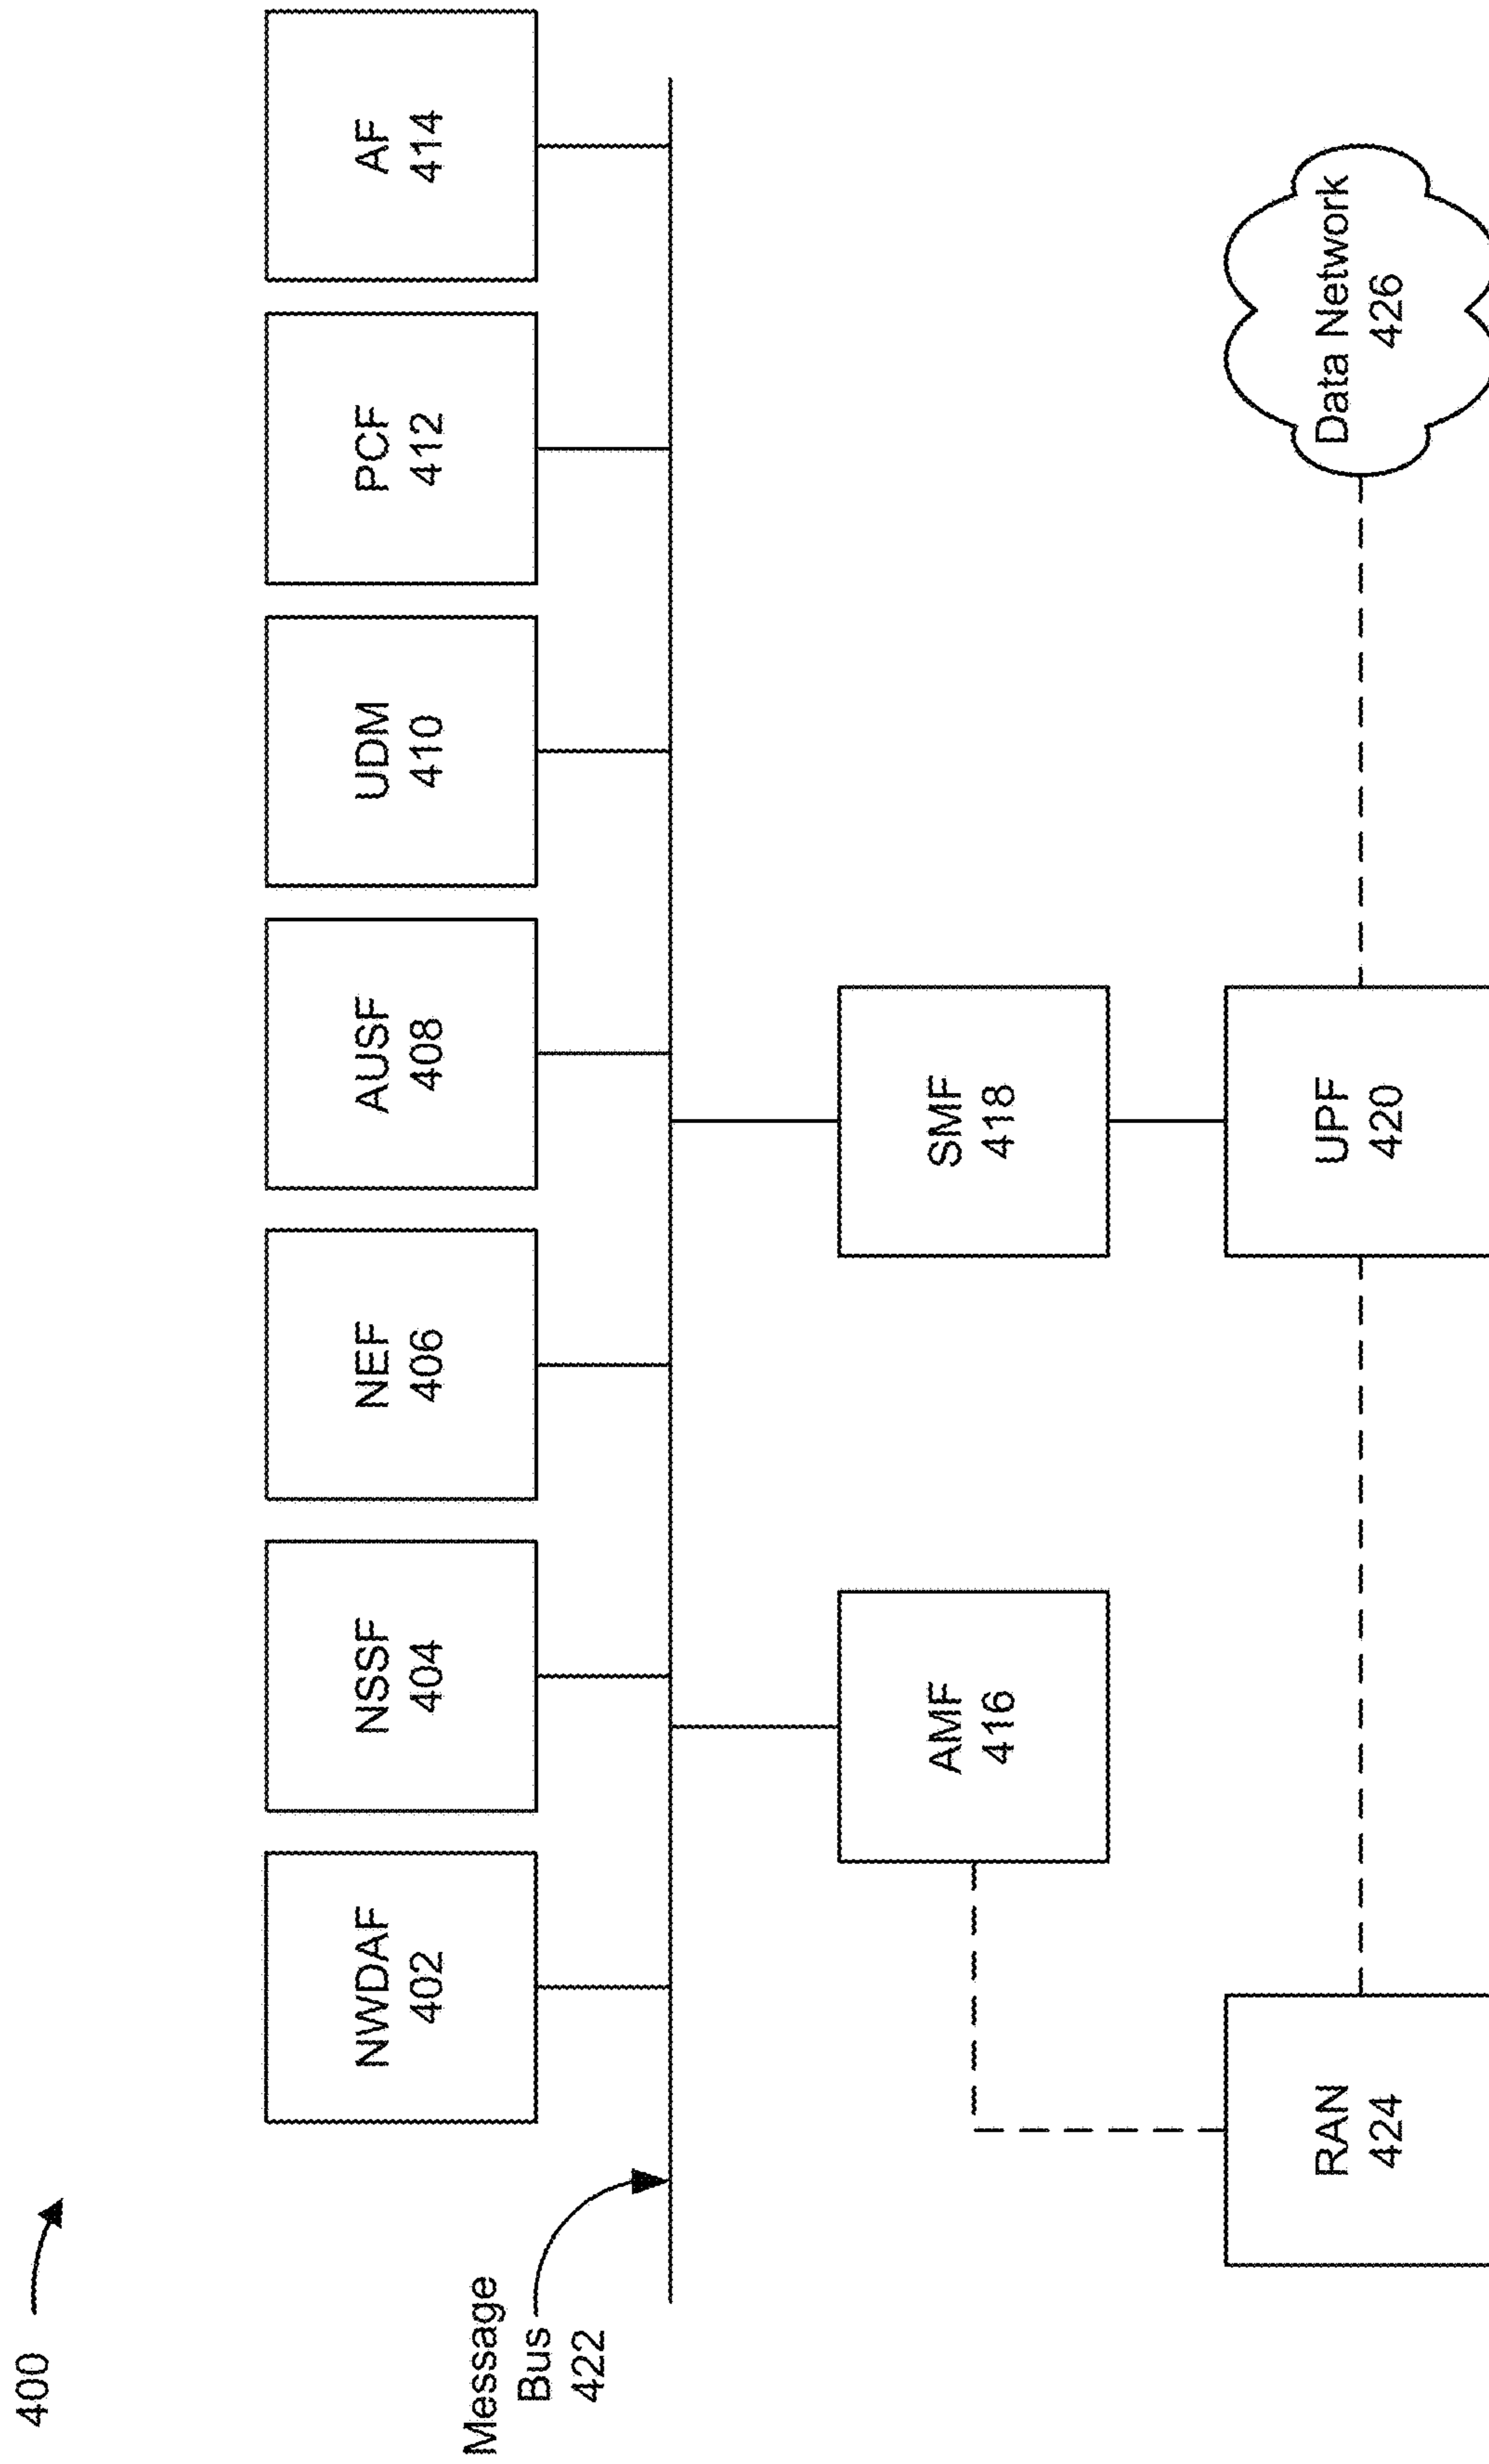 400
NWDAF
402
NSSF
404
NEF
406
AUSF
408
UDM
410
PCF
412
AF
414
Message
Bus
422
AMF
416
SMF
418
RAN
424
UPF
420
Data Network
426